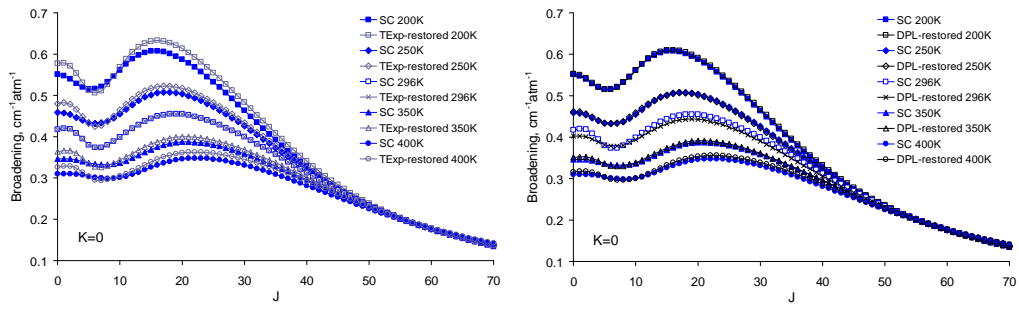 0.7
0.6
0.5
0.4
0.3
0.2
0.1
Broadening, cm⁻¹atm⁻¹
0 10 20 30 40 50 60 70
J
K=0
SC 200K
TExp-restored 200K
SC 250K
TExp-restored 250K
SC 296K
TExp-restored 296K
SC 350K
TExp-restored 350K
SC 400K
TExp-restored 400K
0.7
0.6
0.5
0.4
0.3
0.2
0.1
Broadening, cm⁻¹atm⁻¹
0 10 20 30 40 50 60 70
J
K=0
SC 200K
DPL-restored 200K
SC 250K
DPL-restored 250K
SC 296K
DPL-restored 296K
SC 350K
DPL-restored 350K
SC 400K
DPL-restored 400K